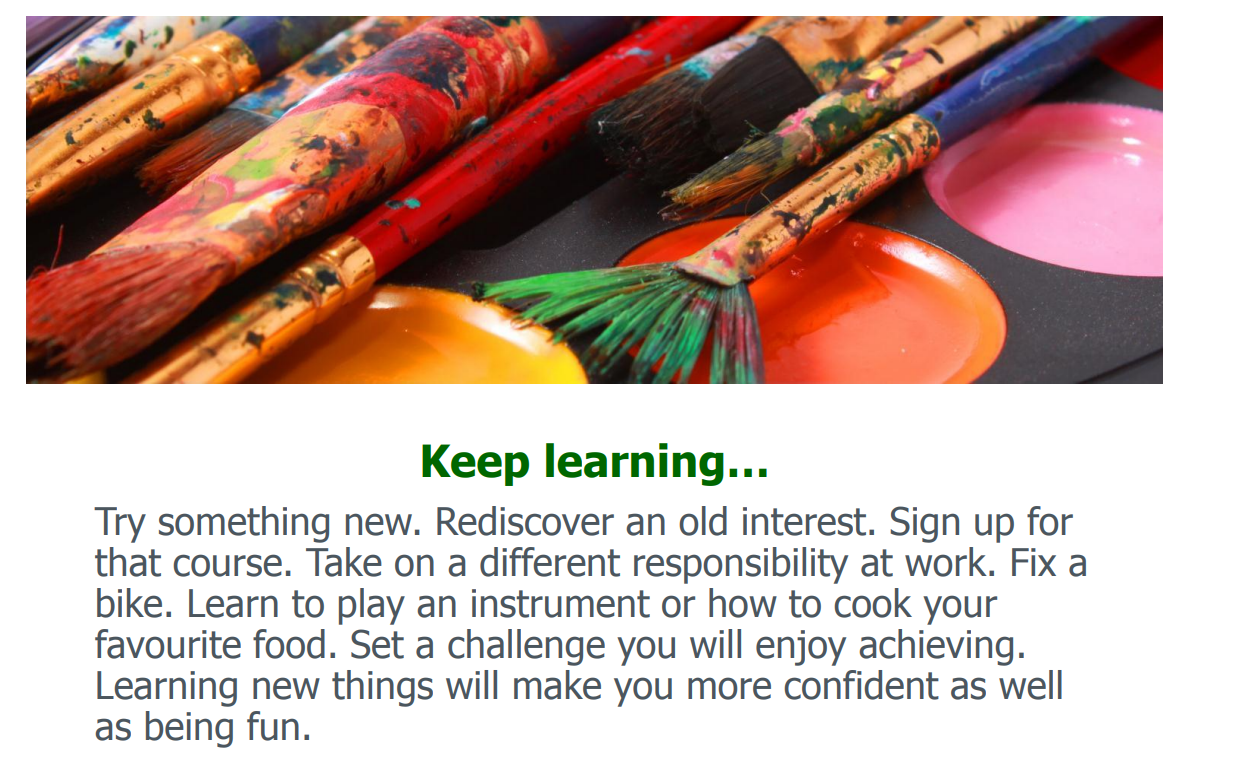 Keep learning...
Try something new. Rediscover an old interest. Sign up for
that course. Take on a different responsibility at work. Fix a
bike. Learn to play an instrument or how to cook your
favourite food. Set a challenge you will enjoy achieving.
Learning new things will make you more confident as well
as being fun.